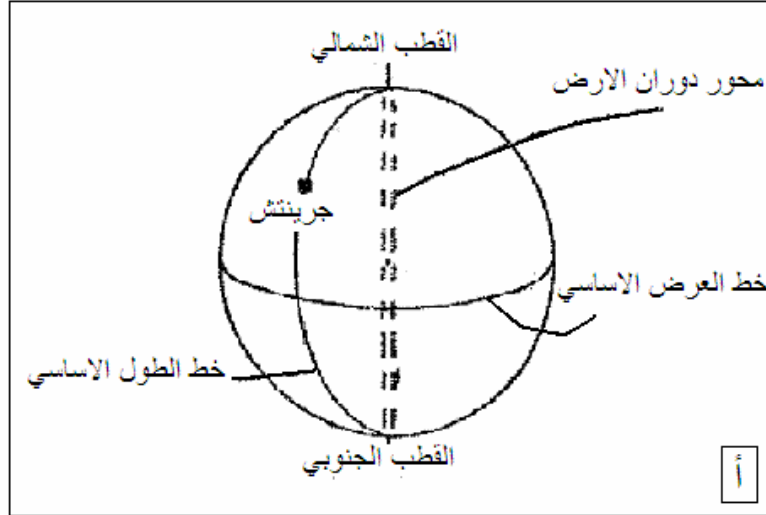 القطب الشمالي
محور دوران الارض
جرينتش
خط العرض الاساسي
خط الطول الاساسي
القطب الجنوبي
أ